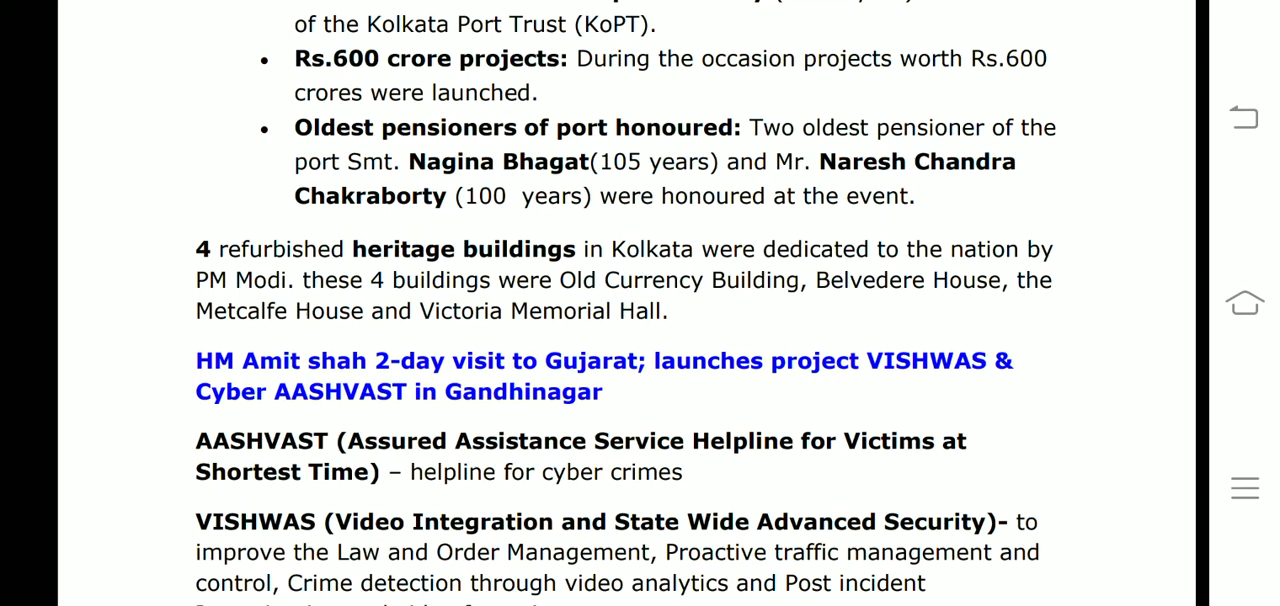 of the Kolkata Port Trust (KoPT).
• Rs.600 crore projects: During the occasion projects worth Rs.600
crores were launched.
• Oldest pensioners of port honoured: Two oldest pensioner of the
port Smt. Nagina Bhagat(105 years) and Mr. Naresh Chandra
Chakraborty (100  years) were honoured at the event.
4 refurbished heritage buildings in Kolkata were dedicated to the nation by
PM Modi. these 4 buildings were Old Currency Building, Belvedere House, the
Metcalfe House and Victoria Memorial Hall.
HM Amit shah 2-day visit to Gujarat; launches project VISHWAS &
Cyber AASHVAST in Gandhinagar
AASHVAST (Assured Assistance Service Helpline for Victims at
Shortest Time) – helpline for cyber crimes
VISHWAS (Video Integration and State Wide Advanced Security)- to
improve the Law and Order Management, Proactive traffic management and
control, Crime detection through video analytics and Post incident